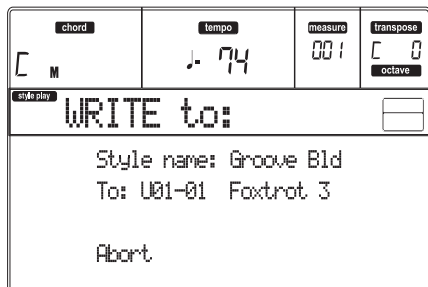 chord tempo measure transpose
C M ♩- 74 001 C 0
octave
style play
WRITE to:
Style name: Groove Bld
To: U01-01 Foxtrot 3
Abort